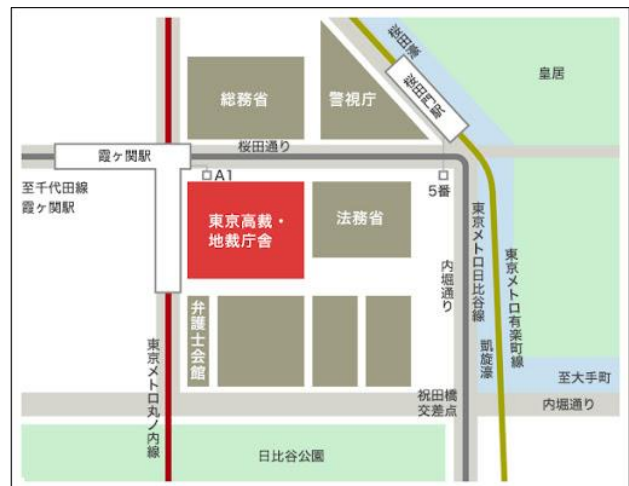 桜田濠
皇居
総務省
警視庁
桜田門駅
桜田通り
霞ヶ関駅
A1
5番
至千代田線
霞ヶ関駅
東京高裁・
地裁庁舎
法務省
内堀通り
東京メトロ日比谷線
東京メトロ有楽町線
弁護士会館
凱旋濠
東京メトロ丸ノ内線
至大手町
祝田橋
交差点
内堀通り
日比谷公園